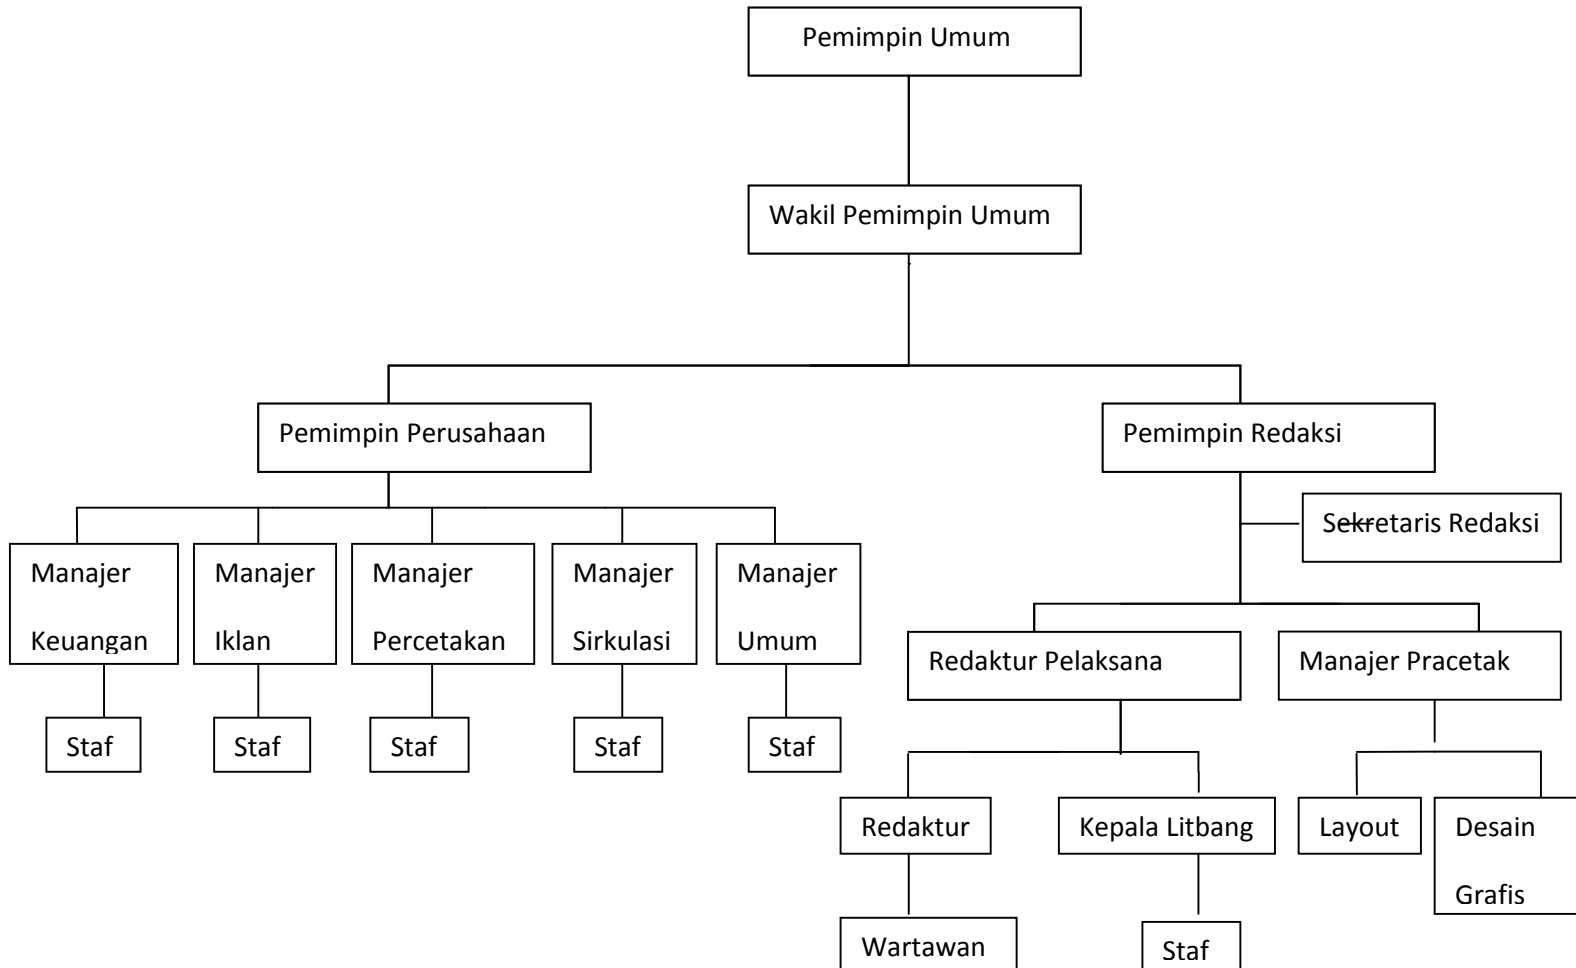 Pemimpin Umum
Wakil Pemimpin Umum
Pemimpin Perusahaan
Pemimpin Redaksi
Sekretaris Redaksi
Manajer
Keuangan
Manajer
Iklan
Manajer
Percetakan
Manajer
Sirkulasi
Manajer
Umum
Redaktur Pelaksana
Manajer Pracetak
Staf
Staf
Staf
Staf
Staf
Redaktur
Kepala Litbang
Layout
Desain
Grafis
Wartawan
Staf